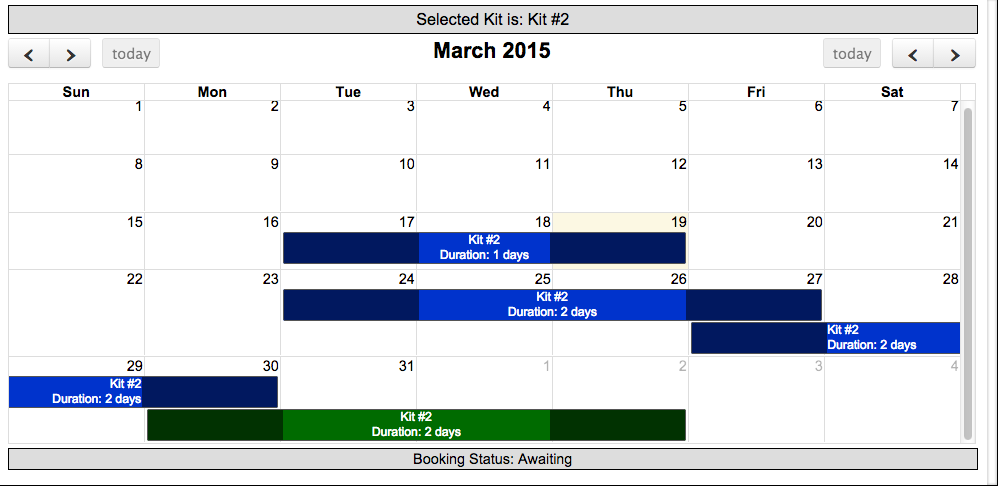 Selected Kit is: Kit #2
today March 2015 today
Sun Mon Tue Wed Thu Fri Sat
1 2 3 4 5 6 7
8 9 10 11 12 13 14
15 16 17 18 19 20 21
Kit #2
Duration: 1 days
22 23 24 25 26 27 28
Kit #2
Duration: 2 days
Kit #2
Duration: 2 days
29 30 31 1 2 3 4
Kit #2
Duration: 2 days
Kit #2
Duration: 2 days
Booking Status: Awaiting